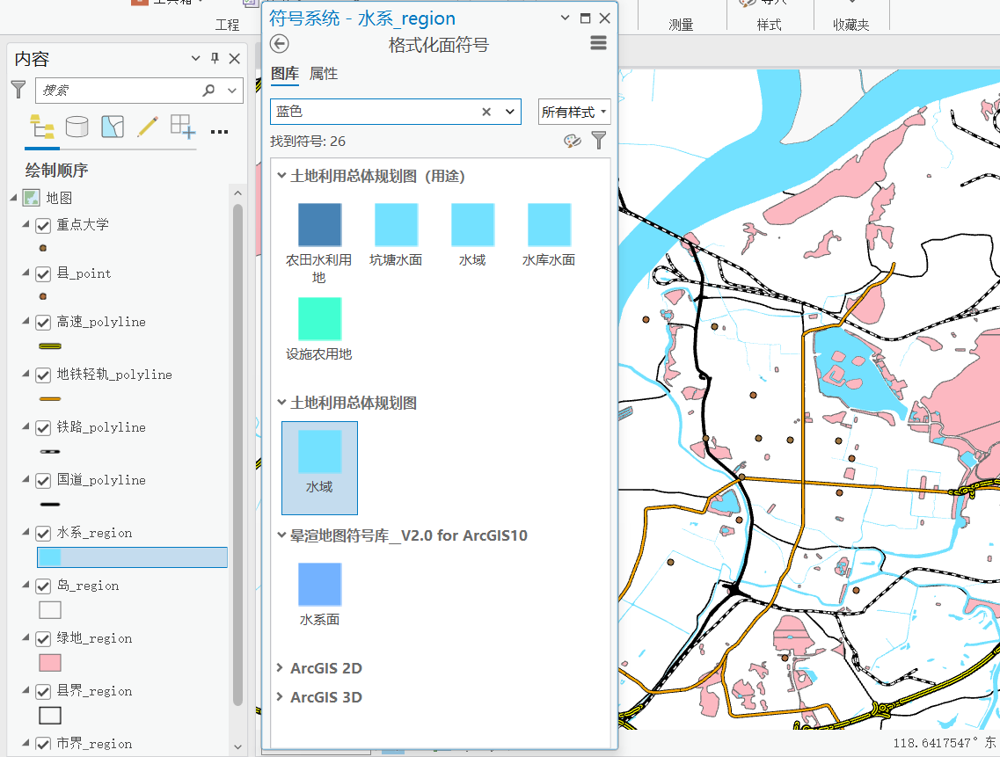 工程
测量
样式
收藏夹
内容
搜索
绘制顺序
地图
重点大学
县_point
高速_polyline
地铁轻轨_polyline
铁路_polyline
国道_polyline
水系_region
岛_region
绿地_region
县界_region
市界_region
符号系统 - 水系_region
格式化面符号
图库 属性
蓝色
所有样式
找到符号: 26
土地利用总体规划图（用途）
农田水利用地
坑塘水面
水域
水库水面
设施农用地
土地利用总体规划图
水域
晕渲地图符号库__V2.0 for ArcGIS10
水系面
ArcGIS 2D
ArcGIS 3D
118.6417547° 东